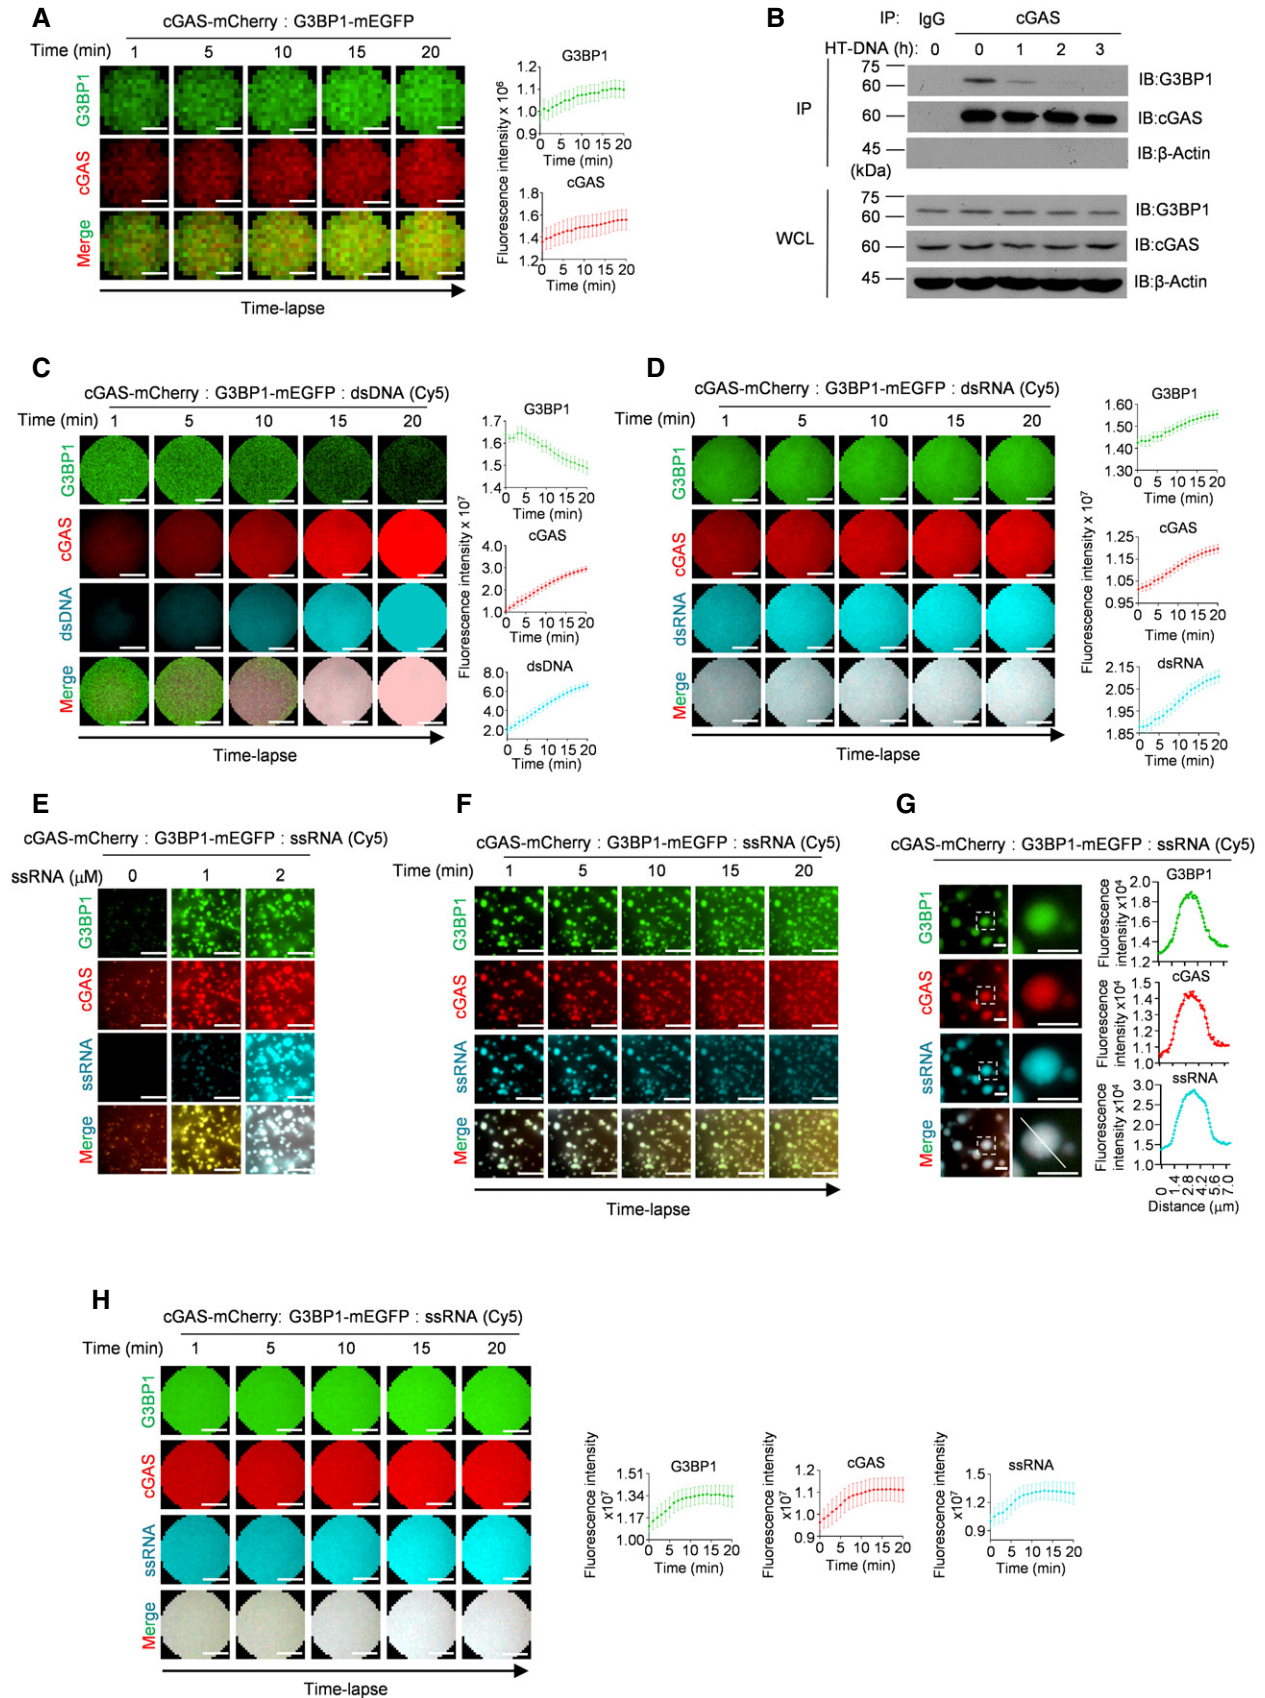 A
cGAS-mCherry : G3BP1-mEGFP
Time (min) 1 5 10 15 20
G3BP1
cGAS
Merge
Time-lapse
Fluorescence intensity x 10⁶
G3BP1
1.2
1.1
1.0
0.9
0 5 10 15 20
Time (min)
cGAS
1.8
1.6
1.4
1.2
0 5 10 15 20
Time (min)
B
IP: IgG cGAS
HT-DNA (h): 0 0 1 2 3
IP
75
60
IB:G3BP1
60
IB:cGAS
45
IB:β-Actin
(kDa)
WCL
75
60
IB:G3BP1
60
IB:cGAS
45
IB:β-Actin
C
cGAS-mCherry : G3BP1-mEGFP : dsDNA (Cy5)
Time (min) 1 5 10 15 20
G3BP1
cGAS
dsDNA
Merge
Time-lapse
Fluorescence intensity x 10⁷
G3BP1
1.7
1.6
1.5
1.4
0 5 10 15 20
Time (min)
cGAS
4.0
3.0
2.0
1.0
0 5 10 15 20
Time (min)
dsDNA
8.0
6.0
4.0
2.0
0 5 10 15 20
Time (min)
D
cGAS-mCherry : G3BP1-mEGFP : dsRNA (Cy5)
Time (min) 1 5 10 15 20
G3BP1
cGAS
dsRNA
Merge
Time-lapse
Fluorescence intensity x 10⁷
G3BP1
1.60
1.50
1.40
1.30
0 5 10 15 20
Time (min)
cGAS
1.25
1.15
1.05
0.95
0 5 10 15 20
Time (min)
dsRNA
2.15
2.05
1.95
1.85
0 5 10 15 20
Time (min)
E
cGAS-mCherry : G3BP1-mEGFP : ssRNA (Cy5)
ssRNA (μM) 0 1 2
G3BP1
cGAS
ssRNA
Merge
F
cGAS-mCherry : G3BP1-mEGFP : ssRNA (Cy5)
Time (min) 1 5 10 15 20
G3BP1
cGAS
ssRNA
Merge
Time-lapse
G
cGAS-mCherry : G3BP1-mEGFP : ssRNA (Cy5)
G3BP1
cGAS
ssRNA
Merge
G3BP1
Fluorescence intensity x10⁴
2.0
1.8
1.6
1.4
1.2
cGAS
Fluorescence intensity x10⁴
1.5
1.4
1.3
1.2
1.1
1.0
ssRNA
Fluorescence intensity x10⁴
3.0
2.5
2.0
1.5
1.0
0 1.4 2.8 4.2 5.6 7.0
Distance (μm)
H
cGAS-mCherry: G3BP1-mEGFP : ssRNA (Cy5)
Time (min) 1 5 10 15 20
G3BP1
cGAS
ssRNA
Merge
Time-lapse
Fluorescence intensity x10⁷
G3BP1
1.51
1.34
1.17
1.00
0 5 10 15 20
Time (min)
Fluorescence intensity x10⁷
cGAS
1.2
1.1
1.0
0.9
0 5 10 15 20
Time (min)
Fluorescence intensity x10⁷
ssRNA
1.5
1.2
0.9
0 5 10 15 20
Time (min)